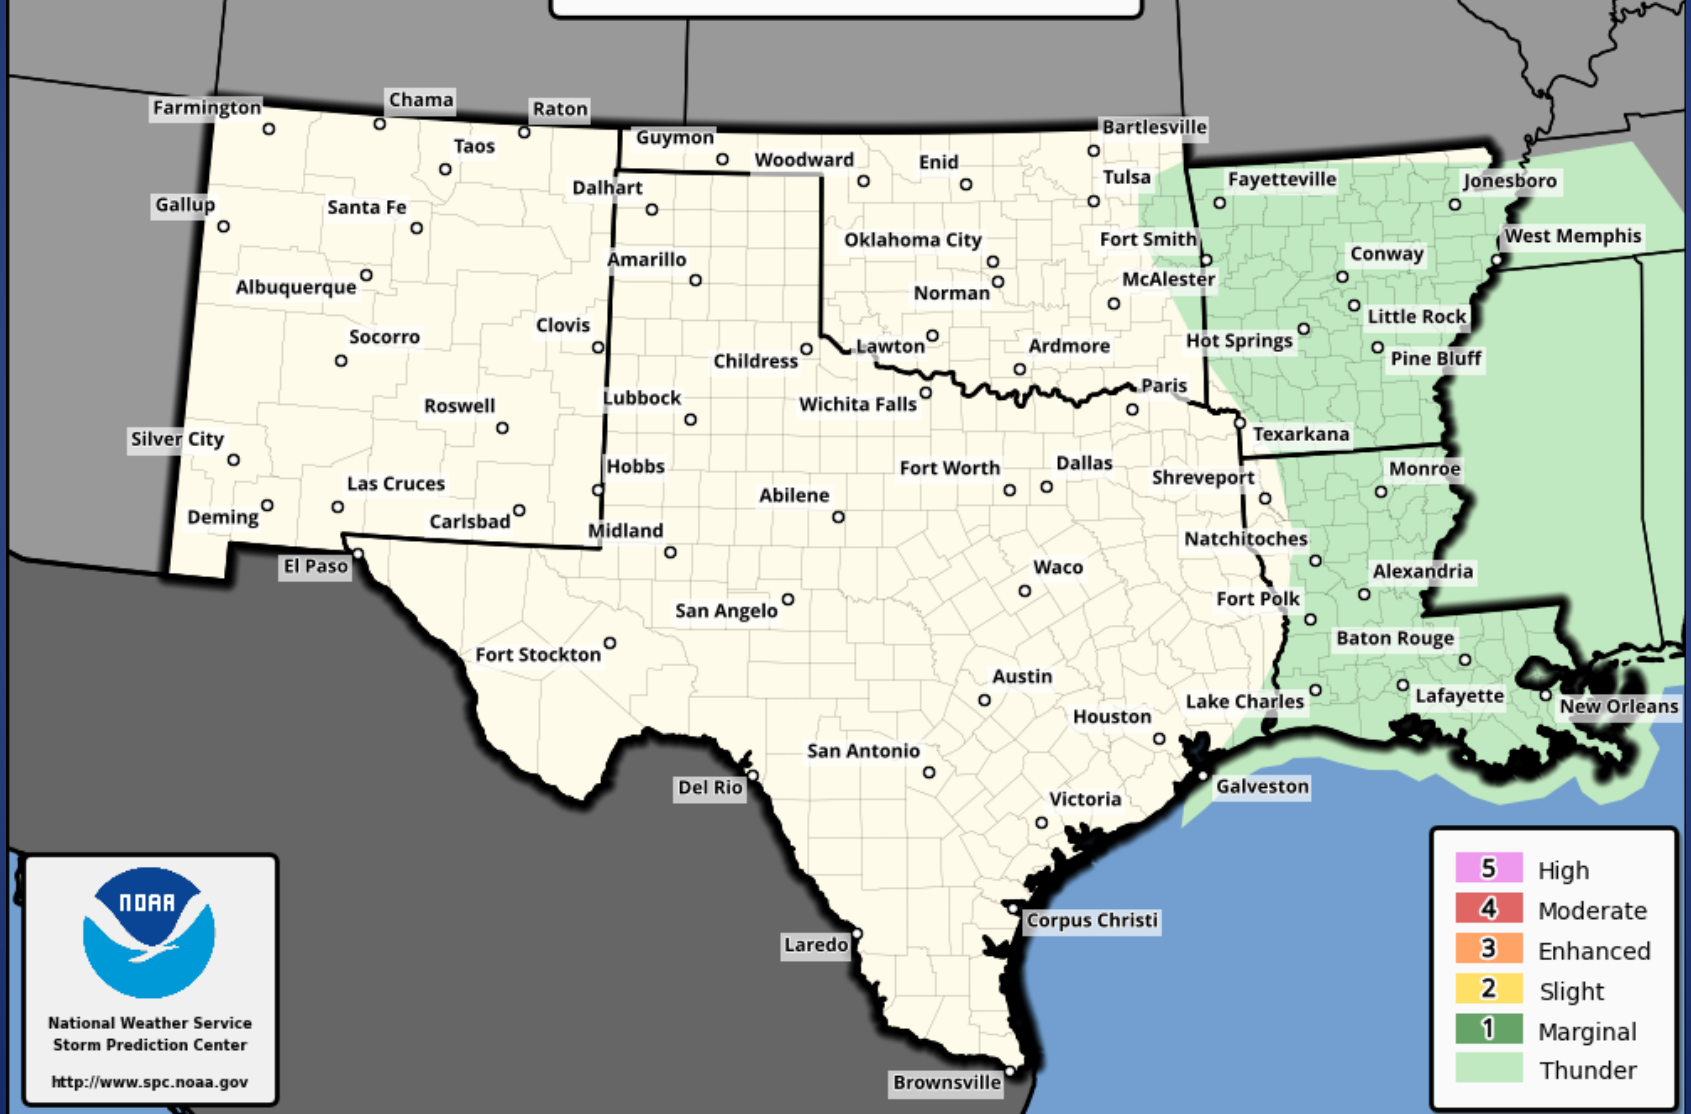 Farmington
Chama
Raton
Taos
Guymon
Woodward
Enid
Bartlesville
Tulsa
Fayetteville
Jonesboro
Dalhart
Gallup
Santa Fe
Oklahoma City
Fort Smith
West Memphis
Conway
Amarillo
McAlester
Albuquerque
Norman
Little Rock
Clovis
Socorro
Hot Springs
Lawton
Ardmore
Pine Bluff
Childress
Paris
Lubbock
Wichita Falls
Roswell
Texarkana
Silver City
Hobbs
Fort Worth
Dallas
Monroe
Shreveport
Las Cruces
Abilene
Deming
Carlsbad
Midland
Natchitoches
El Paso
Waco
Alexandria
San Angelo
Fort Polk
Baton Rouge
Fort Stockton
Austin
Lake Charles
Lafayette
New Orleans
Houston
San Antonio
Del Rio
Galveston
Victoria
Corpus Christi
Laredo
Brownsville
NOAA
National Weather Service
Storm Prediction Center
http://www.spc.noaa.gov
5 High
4 Moderate
3 Enhanced
2 Slight
1 Marginal
Thunder